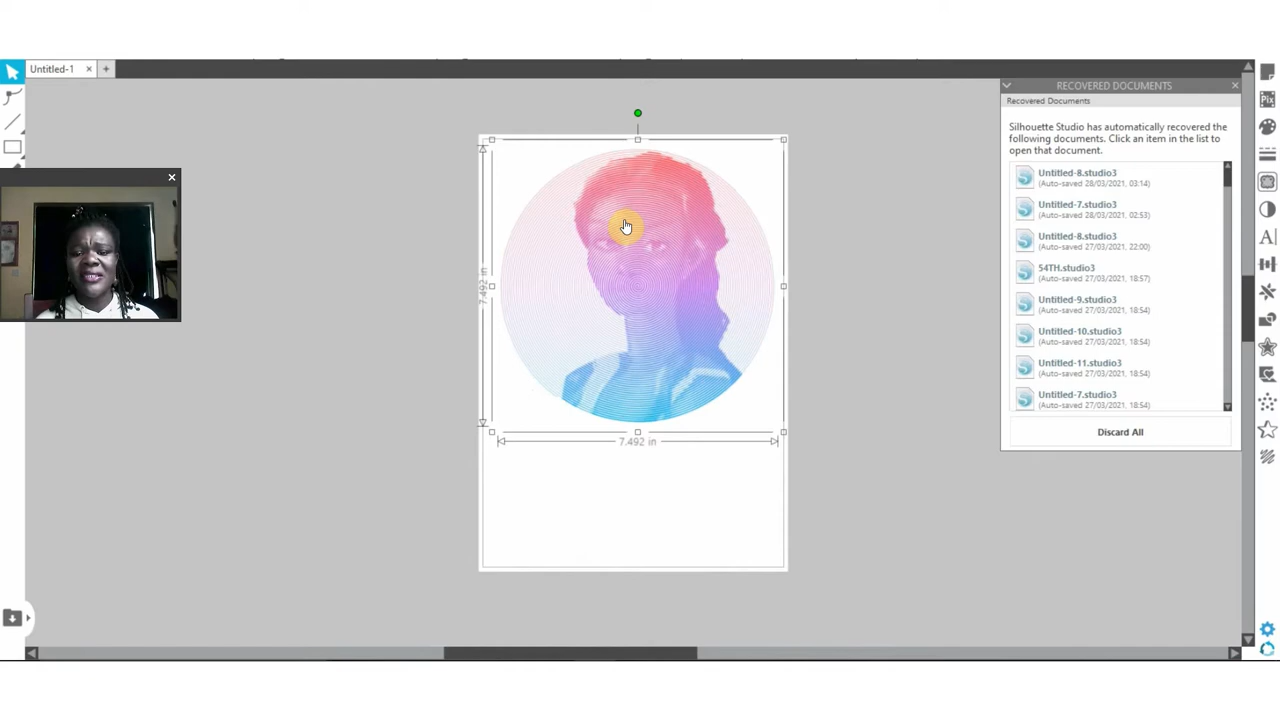 Untitled-1
RECOVERED DOCUMENTS
Recovered Documents
Silhouette Studio has automatically recovered the
following documents. Click an item in the list to
open that document.
Untitled-8.studio3
(Auto-saved 28/03/2021, 03:14)
Untitled-7.studio3
(Auto-saved 28/03/2021, 02:53)
Untitled-8.studio3
(Auto-saved 27/03/2021, 22:00)
54TH.studio3
(Auto-saved 27/03/2021, 18:57)
Untitled-9.studio3
(Auto-saved 27/03/2021, 18:54)
Untitled-10.studio3
(Auto-saved 27/03/2021, 18:54)
Untitled-11.studio3
(Auto-saved 27/03/2021, 18:54)
Untitled-7.studio3
(Auto-saved 27/03/2021, 18:54)
Discard All
7.492 in
7.492 in
Pix
A